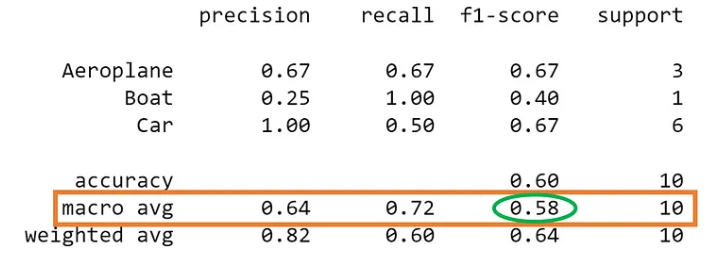 precision recall f1-score support
Aeroplane 0.67 0.67 0.67 3
Boat 0.25 1.00 0.40 1
Car 1.00 0.50 0.67 6
accuracy 0.60 10
macro avg 0.64 0.72 0.58 10
weighted avg 0.82 0.60 0.64 10